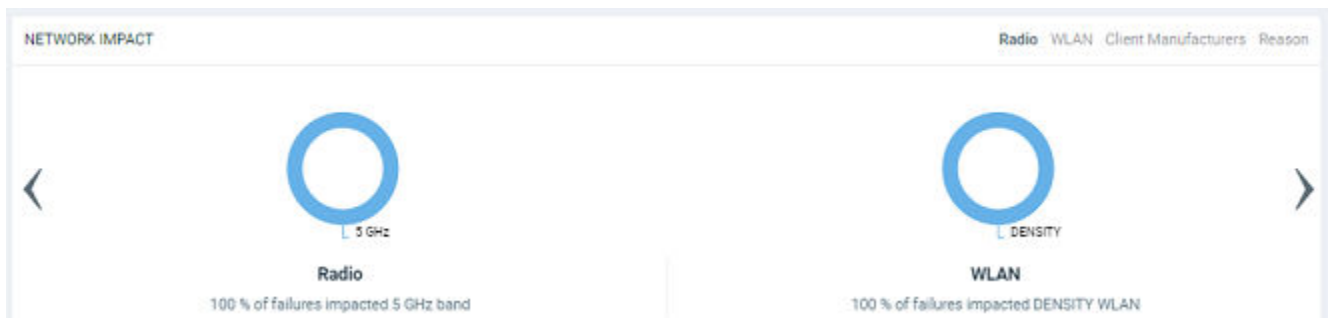 NETWORK IMPACT
Radio WLAN Client Manufacturers Reason
5 GHz
DENSITY
Radio
WLAN
100 % of failures impacted 5 GHz band
100 % of failures impacted DENSITY WLAN